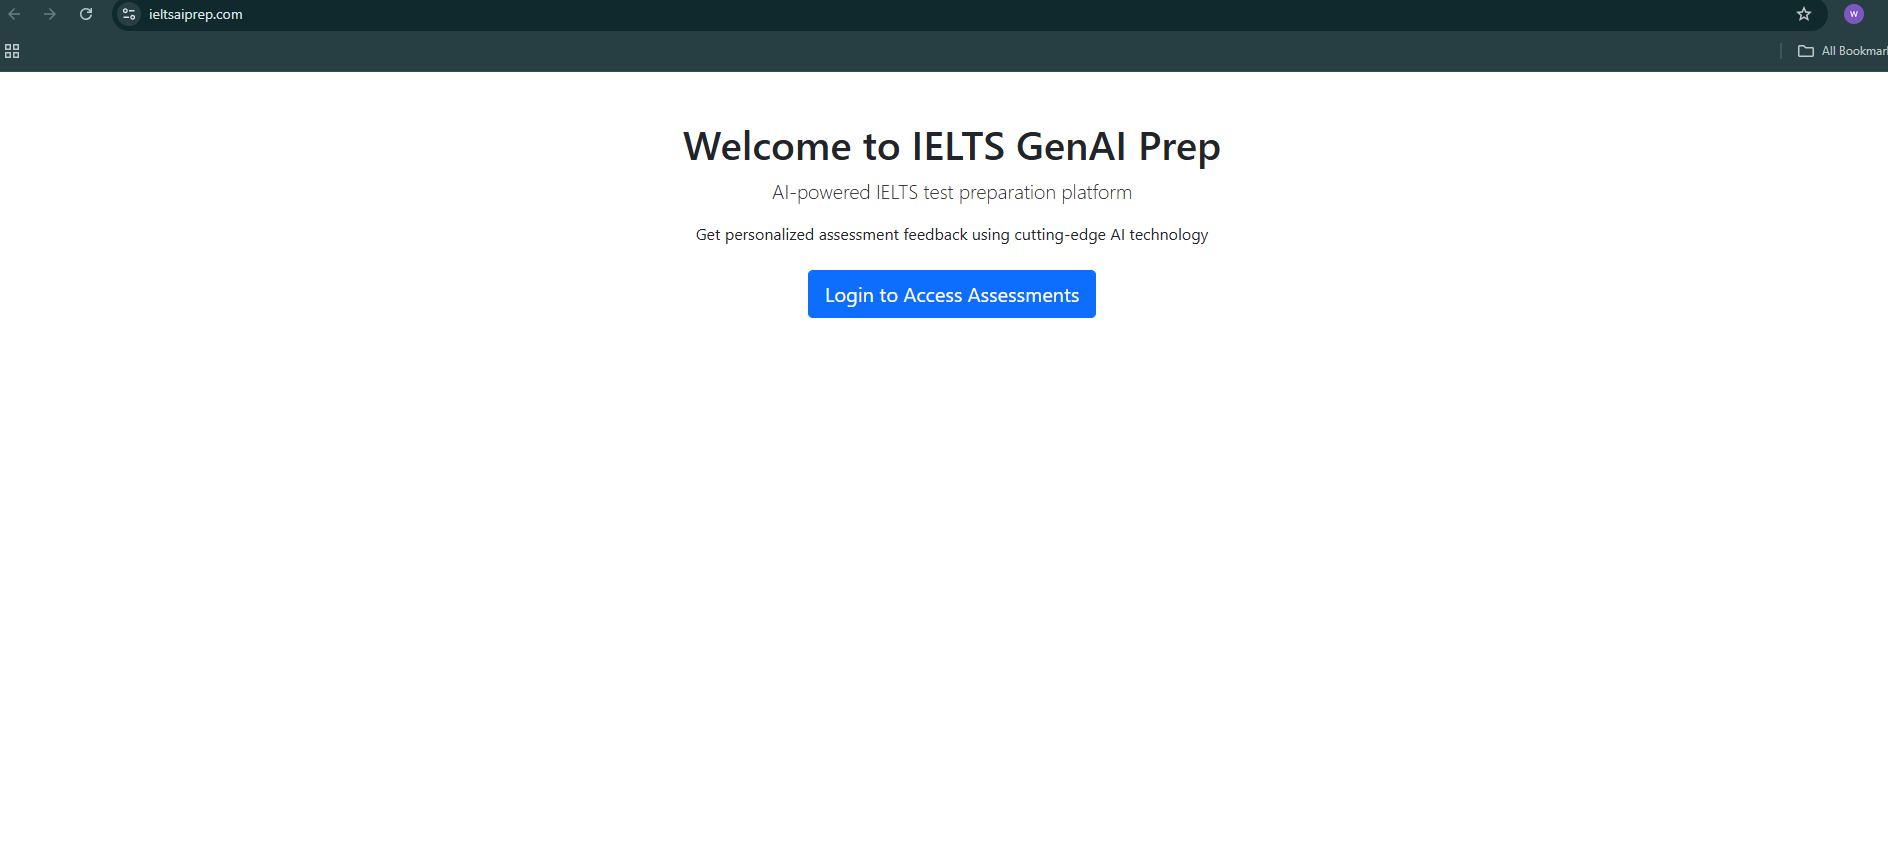 ieltsaiprep.com
W
All Bookmar
Welcome to IELTS GenAI Prep
AI-powered IELTS test preparation platform
Get personalized assessment feedback using cutting-edge AI technology
Login to Access Assessments